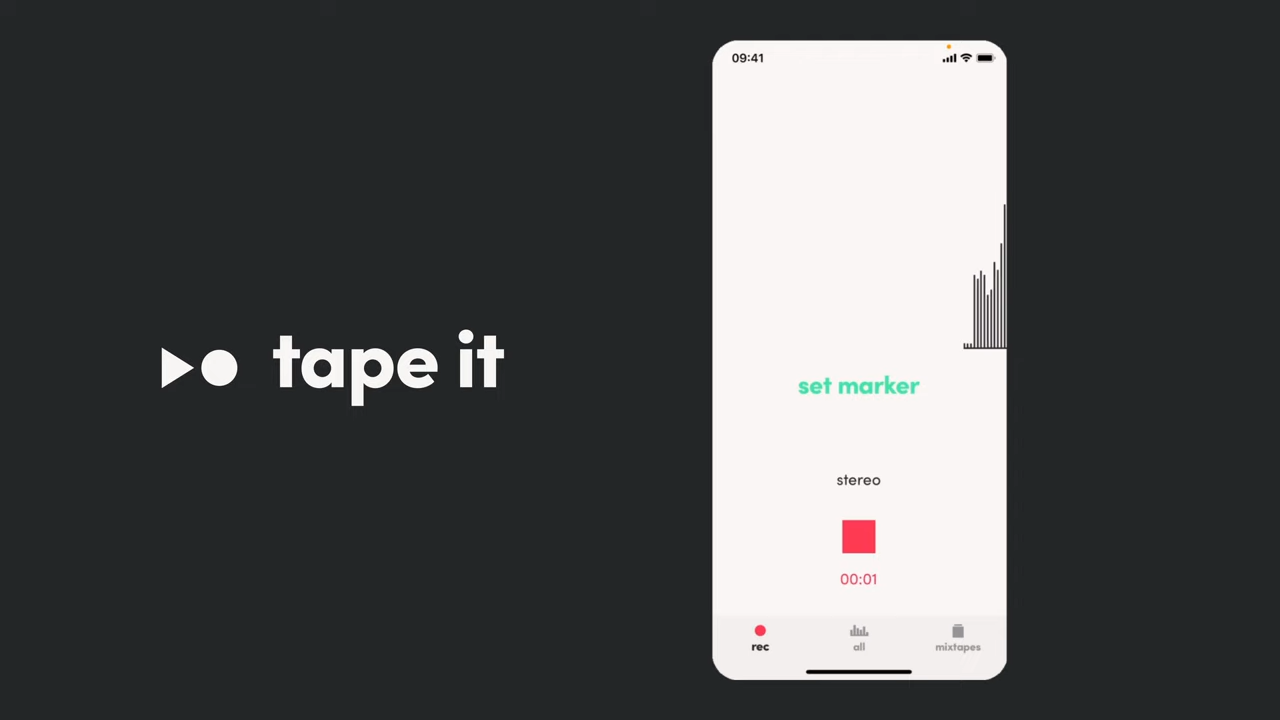 tape it
09:41
set marker
stereo
00:01
rec
all
mixtapes